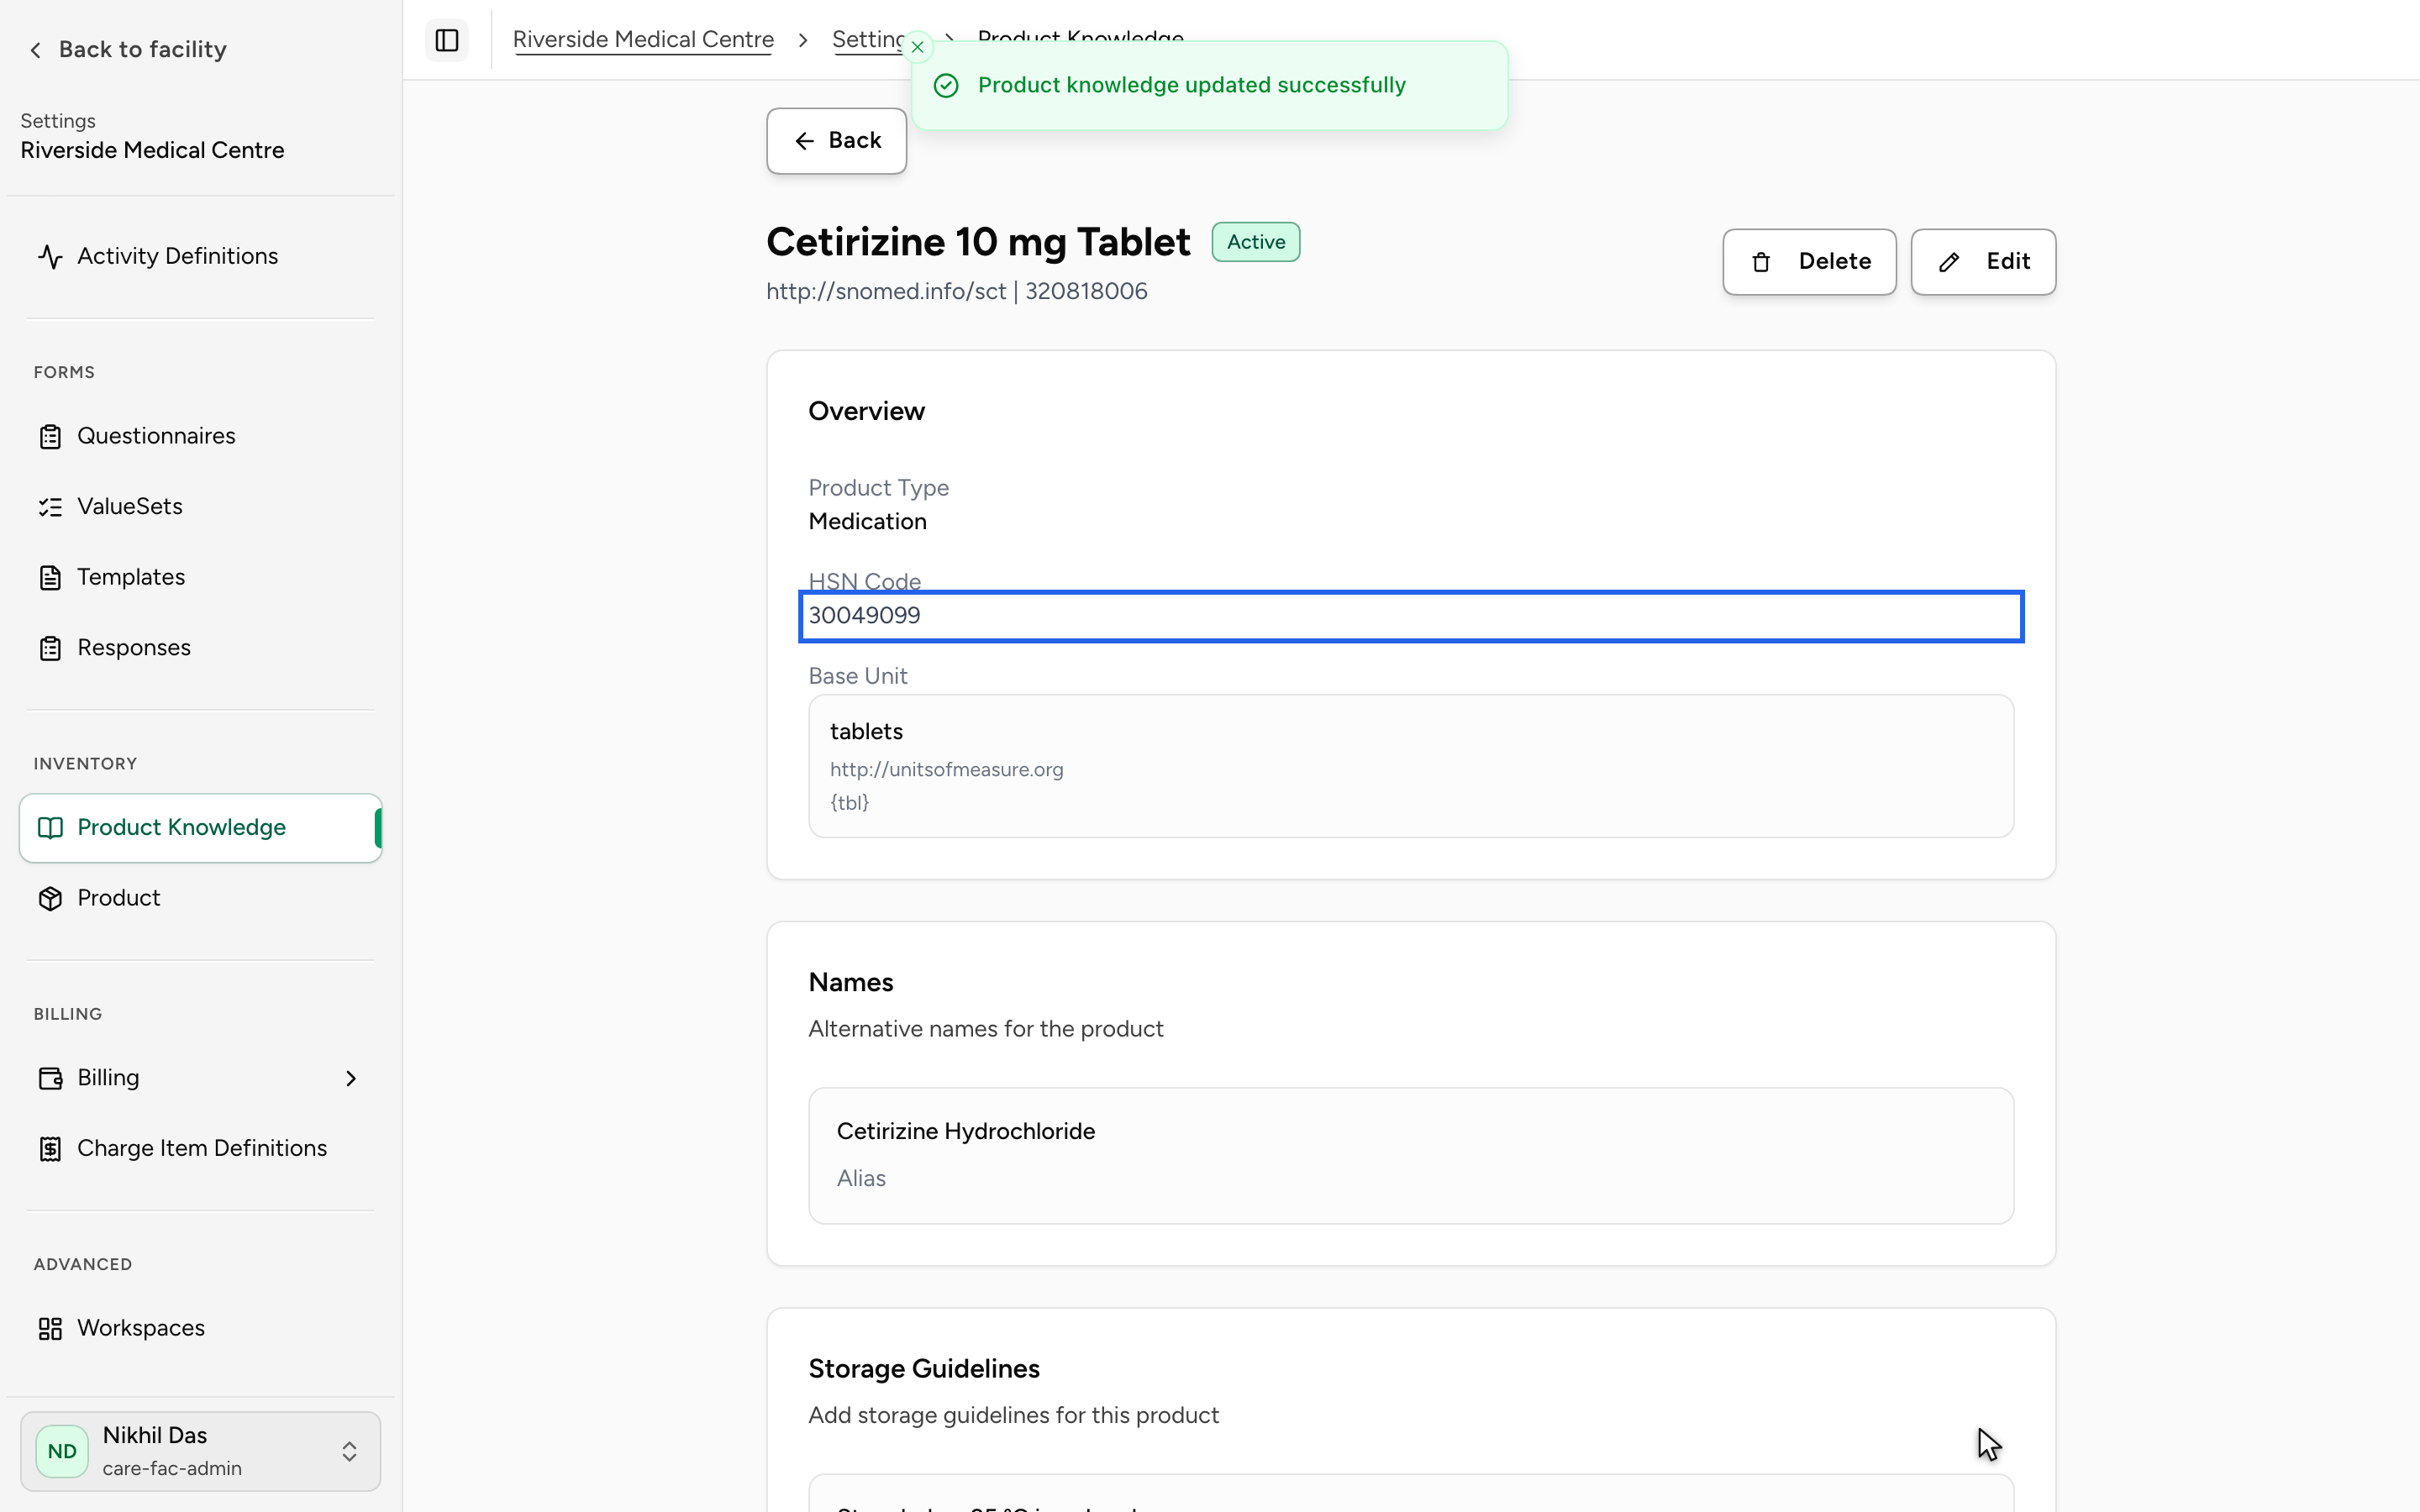 Back to facility
Settings
Riverside Medical Centre
Activity Definitions
FORMS
Questionnaires
ValueSets
Templates
Responses
INVENTORY
Product Knowledge
Product
BILLING
Billing
Charge Item Definitions
ADVANCED
Workspaces
ND
Nikhil Das
care-fac-admin
Riverside Medical Centre
Product Knowledge
Product knowledge updated successfully
Back
Cetirizine 10 mg Tablet
Active
http://snomed.info/sct | 320818006
Delete
Edit
Overview
Product Type
Medication
HSN Code
30049099
Base Unit
tablets
http://unitsofmeasure.org
{tbl}
Names
Alternative names for the product
Cetirizine Hydrochloride
Alias
Storage Guidelines
Add storage guidelines for this product